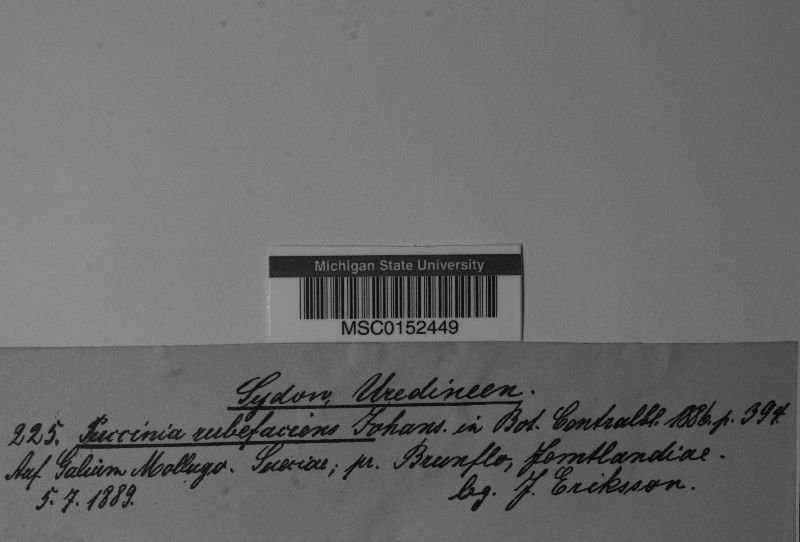 Michigan State University
MSC0152449
Sydow, Uredineen.
225. Puccinia rubefaciens Johans. in Bot. Centralbl. 1886. p. 394.
Auf Galium Mollugo. Sueciae; pr. Brunflo, Jemtlandiae.
5. 7. 1889. leg. J. Eriksson.